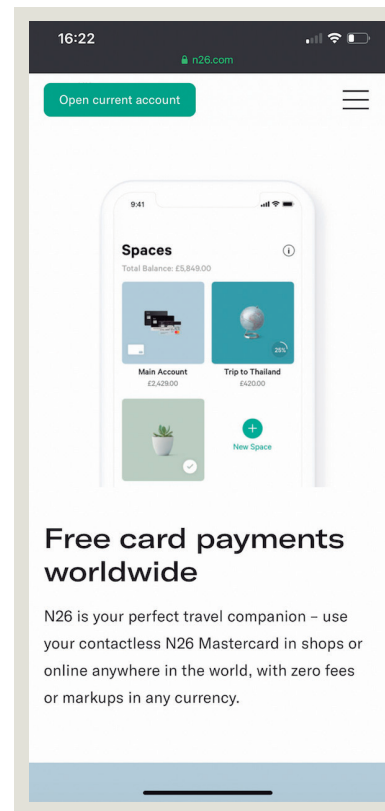 16:22
n26.com
Open current account
9:41
Spaces
Total Balance: £5,849.00
Main Account
£2,429.00
25%
Trip to Thailand
£420.00
New Space
Free card payments
worldwide
N26 is your perfect travel companion – use
your contactless N26 Mastercard in shops or
online anywhere in the world, with zero fees
or markups in any currency.